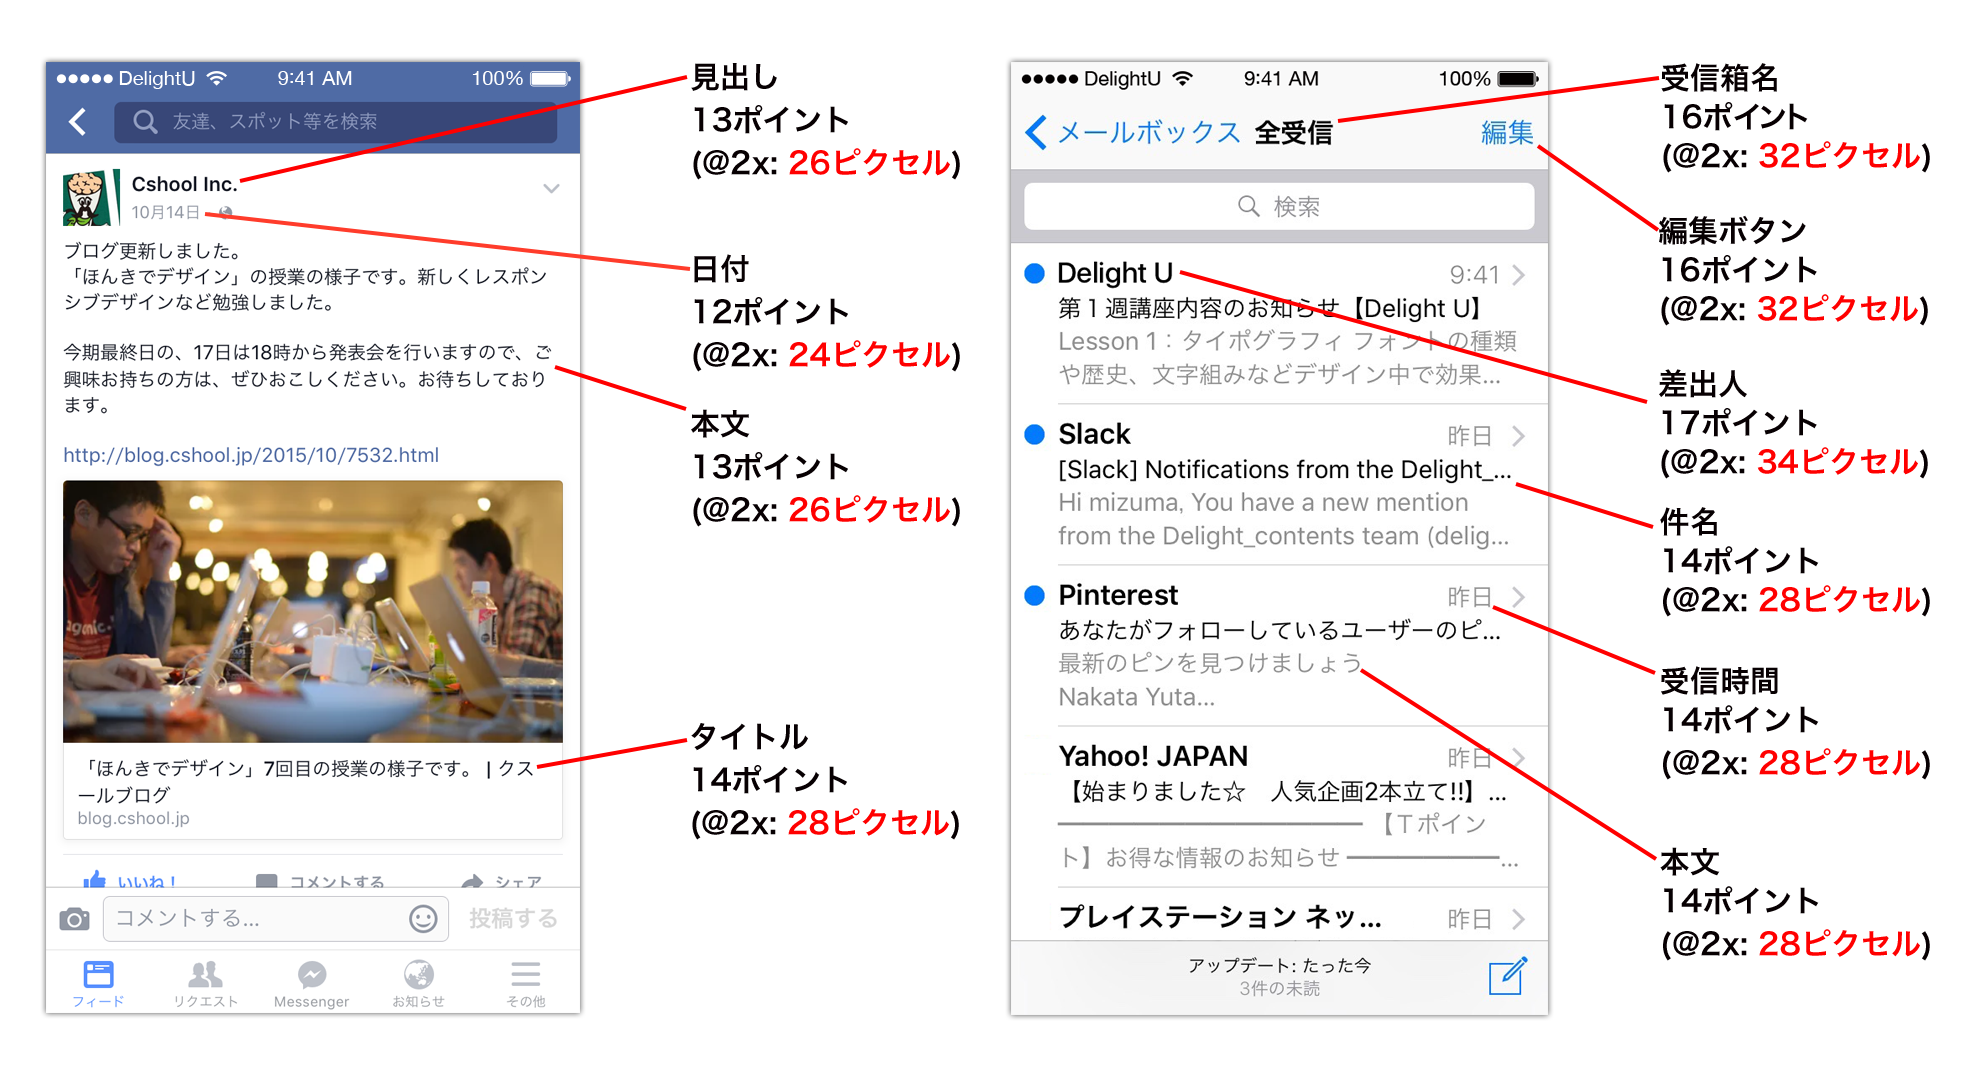 DelightU 9:41 AM 100%
友達、スポット等を検索
Cshool Inc.
10月14日
ブログ更新しました。
「ほんきでデザイン」の授業の様子です。新しくレスポン
シブデザインなど勉強しました。
今期最終日の、17日は18時から発表会を行いますので、ご
興味お持ちの方は、ぜひおこしください。お待ちしており
ます。
http://blog.cshool.jp/2015/10/7532.html
「ほんきでデザイン」7回目の授業の様子です。 | クス
ールブログ
blog.cshool.jp
いいね！ コメントする シェア
コメントする... 投稿する
フィード リクエスト Messenger お知らせ その他
見出し
13ポイント
(@2x: 26ピクセル)
日付
12ポイント
(@2x: 24ピクセル)
本文
13ポイント
(@2x: 26ピクセル)
タイトル
14ポイント
(@2x: 28ピクセル)
DelightU 9:41 AM 100%
メールボックス 全受信 編集
検索
Delight U 9:41
第１週講座内容のお知らせ【Delight U】
Lesson 1：タイポグラフィ フォントの種類
や歴史、文字組みなどデザイン中で効果...
Slack 昨日
[Slack] Notifications from the Delight_...
Hi mizuma, You have a new mention
from the Delight_contents team (delig...
Pinterest 昨日
あなたがフォローしているユーザーのピ...
最新のピンを見つけましょう
Nakata Yuta...
Yahoo! JAPAN 昨日
【始まりました☆　人気企画2本立て!!】...
━━━━━━━━━━━━━ 【Ｔポイン
ト】お得な情報のお知らせ ━━━━━━━...
プレイステーション ネッ... 昨日
アップデート: たった今
3件の未読
受信箱名
16ポイント
(@2x: 32ピクセル)
編集ボタン
16ポイント
(@2x: 32ピクセル)
差出人
17ポイント
(@2x: 34ピクセル)
件名
14ポイント
(@2x: 28ピクセル)
受信時間
14ポイント
(@2x: 28ピクセル)
本文
14ポイント
(@2x: 28ピクセル)